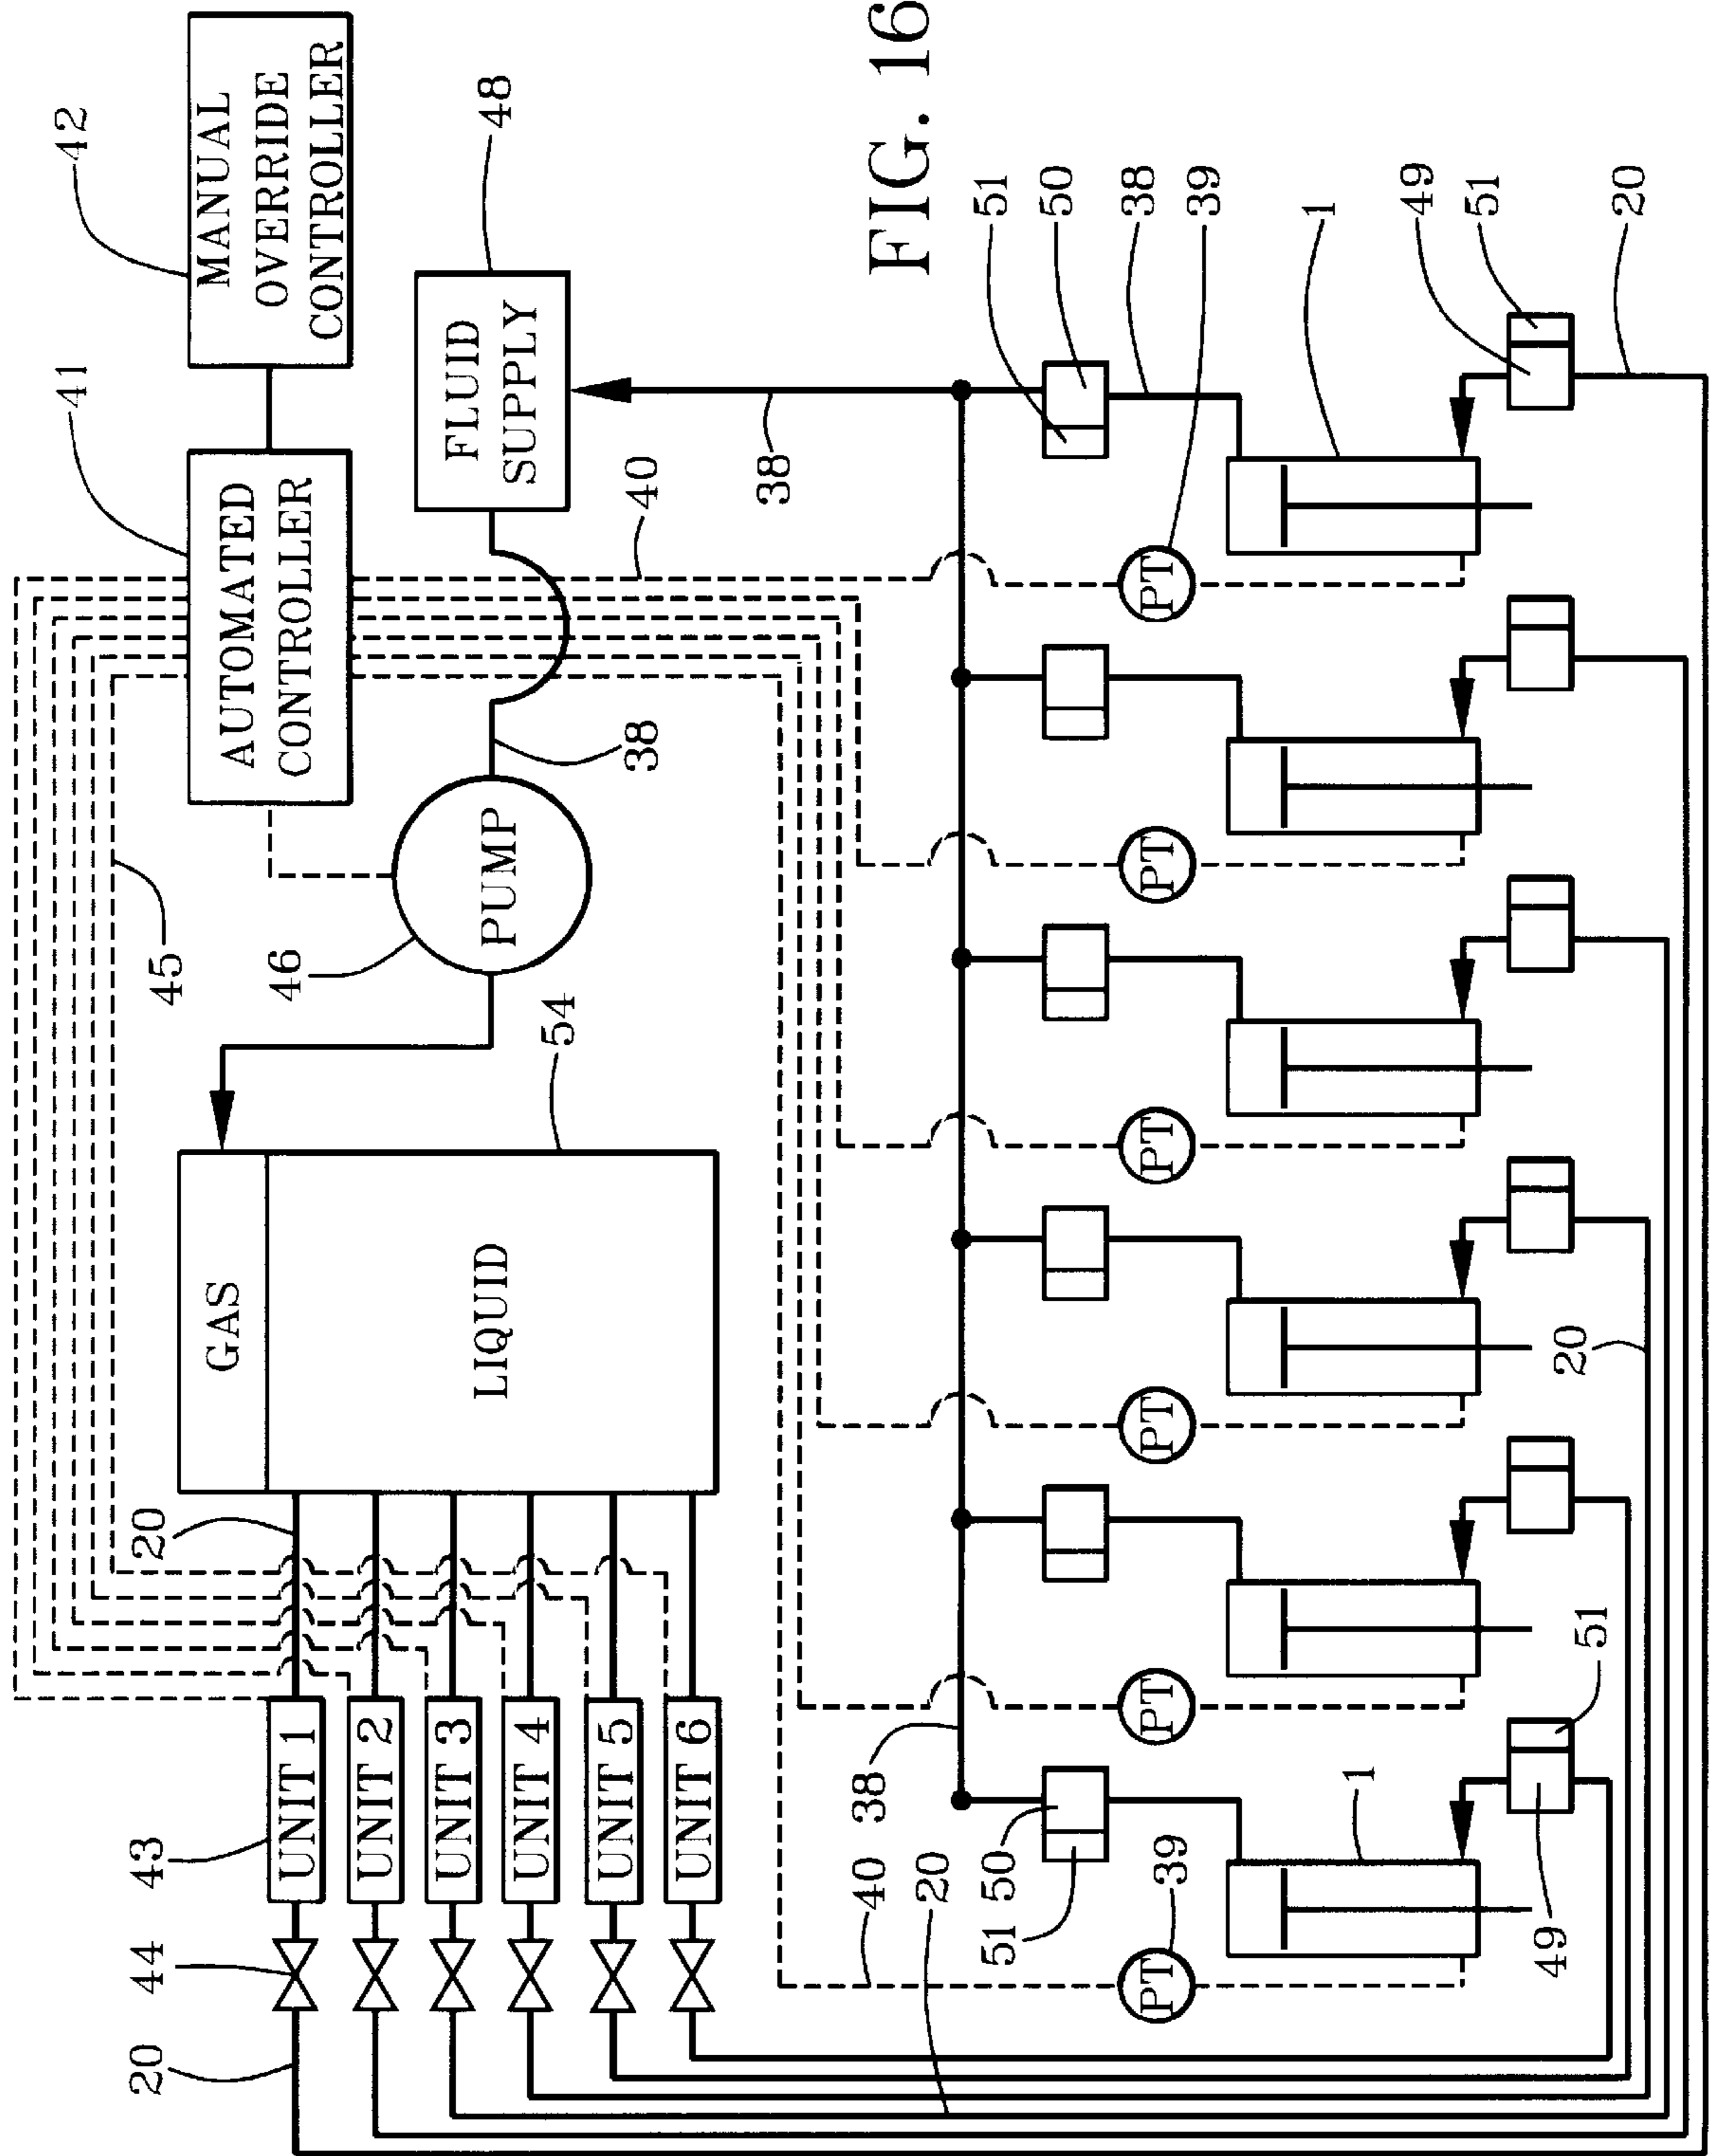 42
MANUAL
OVERRIDE
CONTROLLER
41
AUTOMATED
CONTROLLER
48
FLUID
SUPPLY
FIG. 16
40
38
38
PUMP
46
45
54
GAS
LIQUID
20
43
UNIT 1
UNIT 2
UNIT 3
UNIT 4
UNIT 5
UNIT 6
44
20
51
50
38
39
1
49
51
20
PT
PT
PT
PT
PT
PT
20
38
50
51
20
40
39
1
51
49